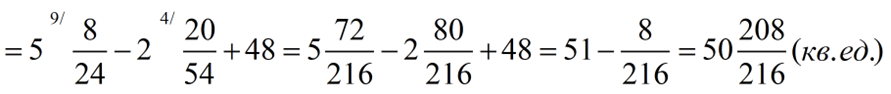 = 5 9/ 8/24 − 2 4/ 20/54 + 48 = 5 72/216 − 2 80/216 + 48 = 51 − 8/216 = 50 208/216 (кв.ед.)